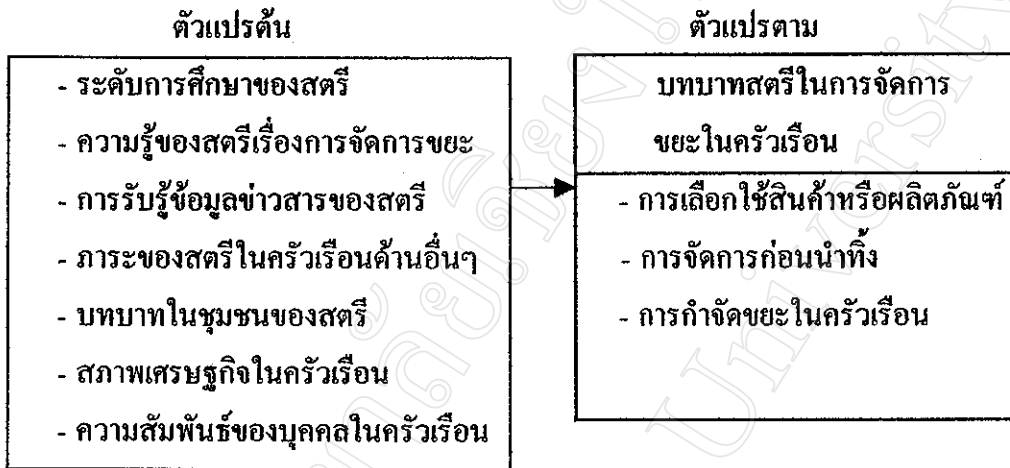 ตัวแปรต้น
- ระดับการศึกษาของสตรี
- ความรู้ของสตรีเรื่องการจัดการขยะ
- การรับรู้ข้อมูลข่าวสารของสตรี
- ภาระของสตรีในครัวเรือนด้านอื่นๆ
- บทบาทในชุมชนของสตรี
- สภาพเศรษฐกิจในครัวเรือน
- ความสัมพันธ์ของบุคคลในครัวเรือน
ตัวแปรตาม
บทบาทสตรีในการจัดการ
ขยะในครัวเรือน
- การเลือกใช้สินค้าหรือผลิตภัณฑ์
- การจัดการก่อนนำทิ้ง
- การกำจัดขยะในครัวเรือน